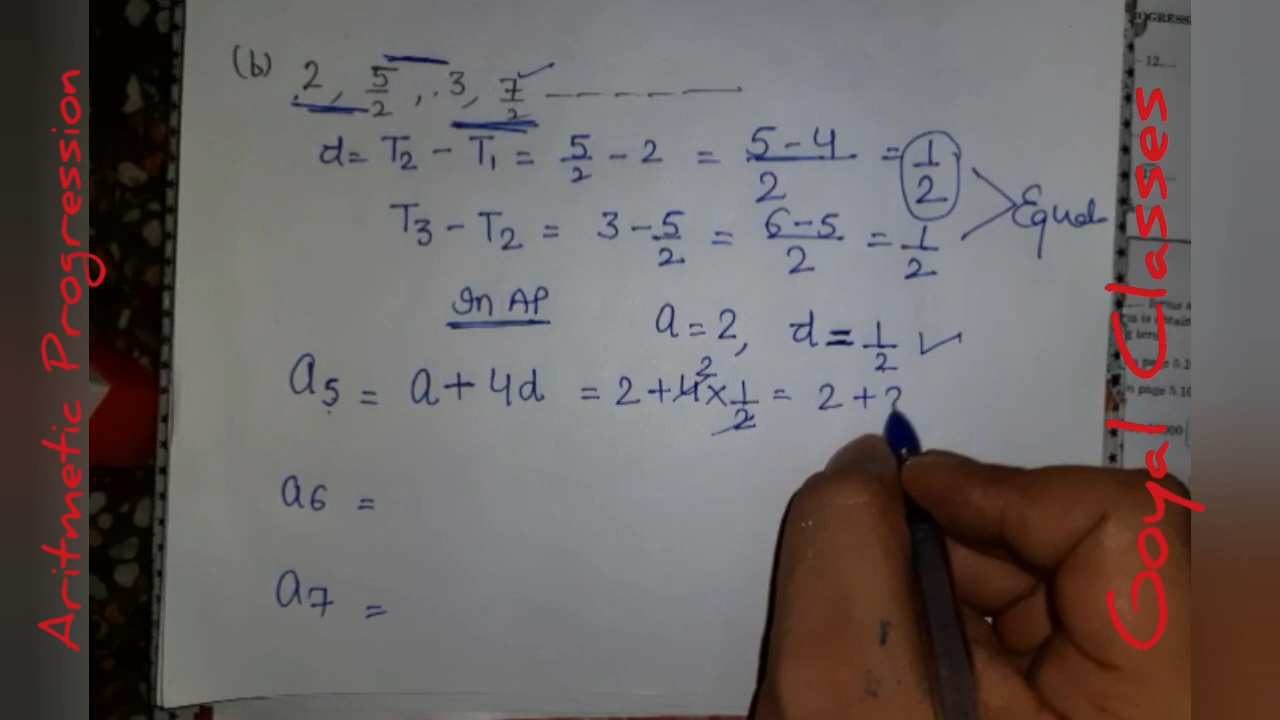 Aritmetic Progression
(b) 2, 5/2, 3, 7/2 ---------
d = T₂ - T₁ = 5/2 - 2 = (5-4)/2 = 1/2
T₃ - T₂ = 3 - 5/2 = (6-5)/2 = 1/2 Equal
In AP
a = 2, d = 1/2
a₅ = a + 4d = 2 + 4 2 × 1/2 = 2 + 2
a₆ =
a₇ =
Goyal Classes
12.